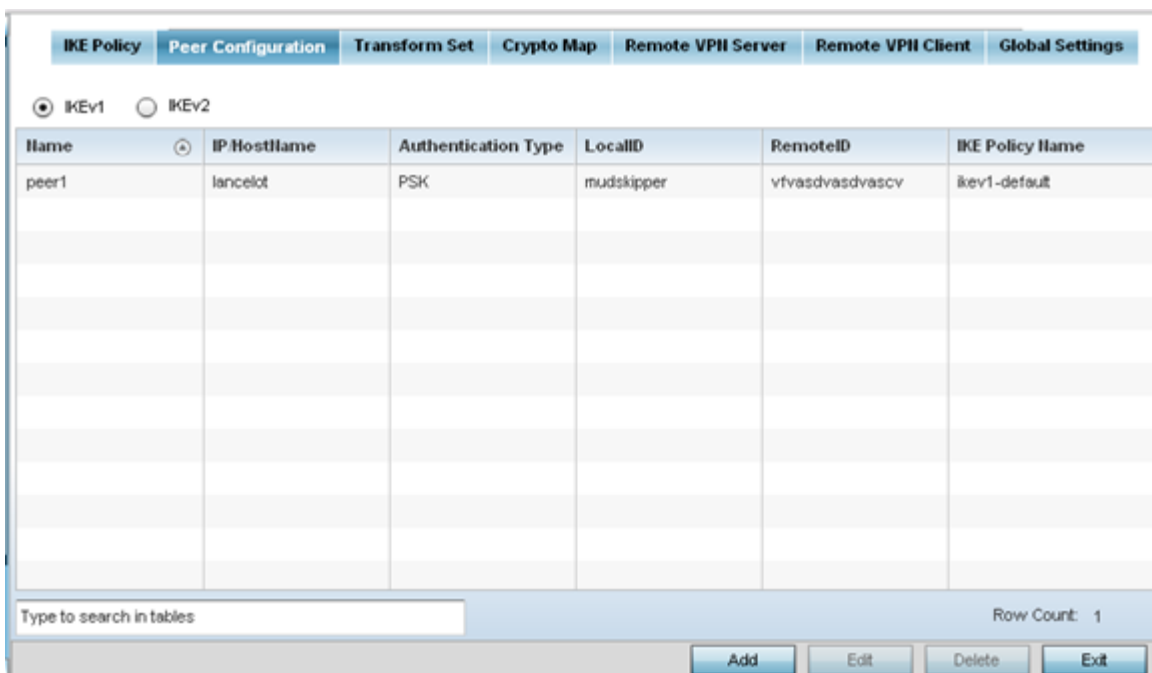 IKE Policy Peer Configuration Transform Set Crypto Map Remote VPN Server Remote VPN Client Global Settings
IKEv1 IKEv2
Name IP/HostName Authentication Type LocalID RemoteID IKE Policy Name
peer1 lancelot PSK mudskipper vfvasdvasdvascv ikev1-default
Type to search in tables Row Count: 1
Add Edit Delete Exit